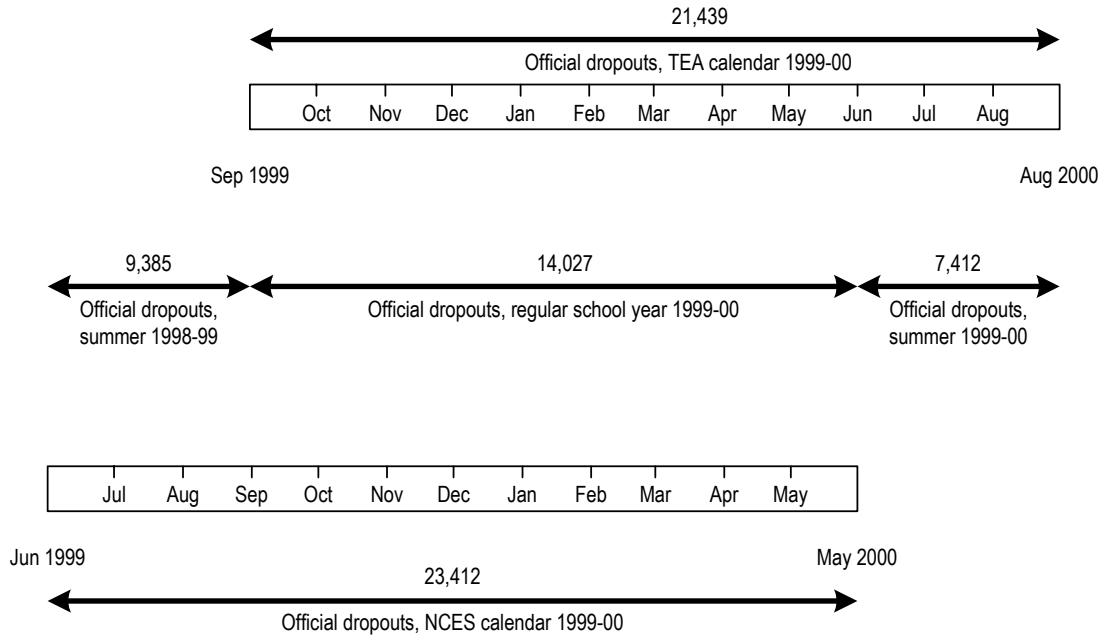 21,439
Official dropouts, TEA calendar 1999-00
Oct Nov Dec Jan Feb Mar Apr May Jun Jul Aug
Sep 1999 Aug 2000
9,385 14,027 7,412
Official dropouts, Official dropouts, regular school year 1999-00 Official dropouts,
summer 1998-99 summer 1999-00
Jul Aug Sep Oct Nov Dec Jan Feb Mar Apr May
Jun 1999 May 2000
23,412
Official dropouts, NCES calendar 1999-00